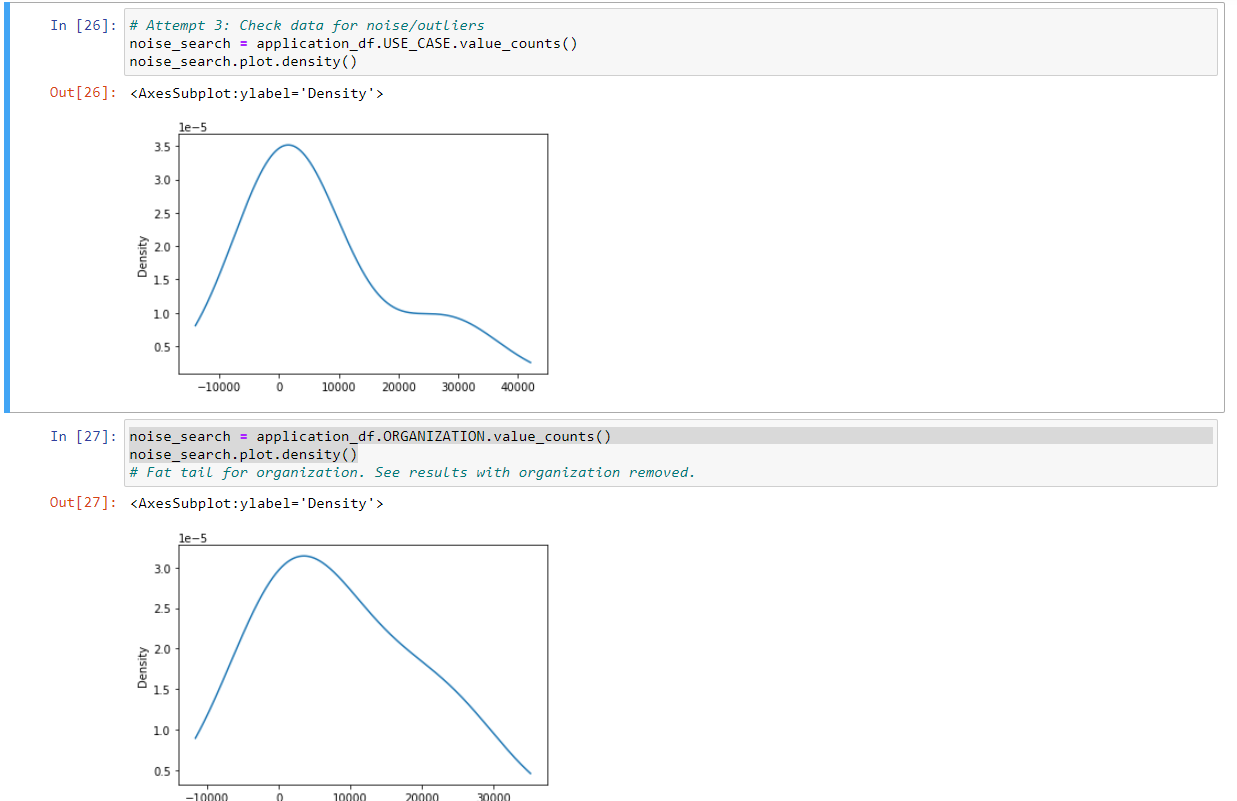 In [26]: # Attempt 3: Check data for noise/outliers
noise_search = application_df.USE_CASE.value_counts()
noise_search.plot.density()
Out[26]: <AxesSubplot:ylabel='Density'>
1e−5
3.5
3.0
2.5
2.0
1.5
1.0
0.5
Density
−10000 0 10000 20000 30000 40000
In [27]: noise_search = application_df.ORGANIZATION.value_counts()
noise_search.plot.density()
# Fat tail for organization. See results with organization removed.
Out[27]: <AxesSubplot:ylabel='Density'>
1e−5
3.0
2.5
2.0
1.5
1.0
0.5
Density
−10000 0 10000 20000 30000